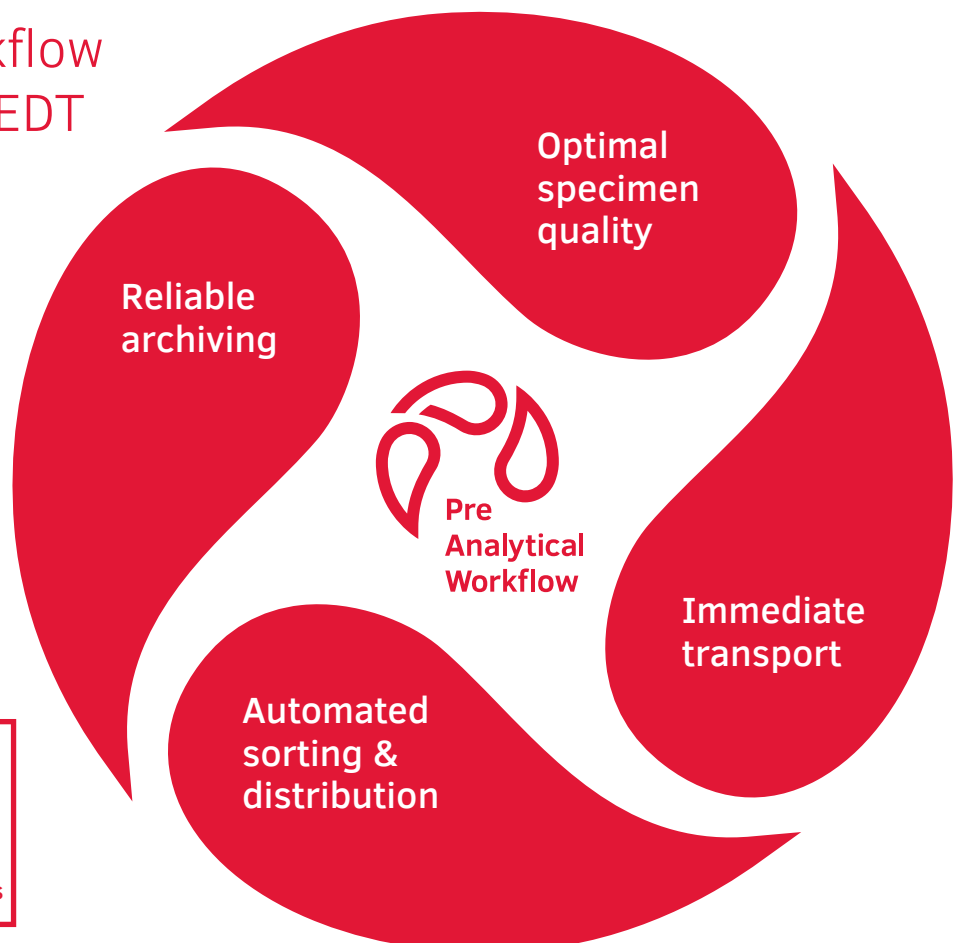 kflow
EDT
Optimal
specimen
quality
Reliable
archiving
Pre
Analytical
Workflow
Immediate
transport
Automated
sorting &
distribution
s